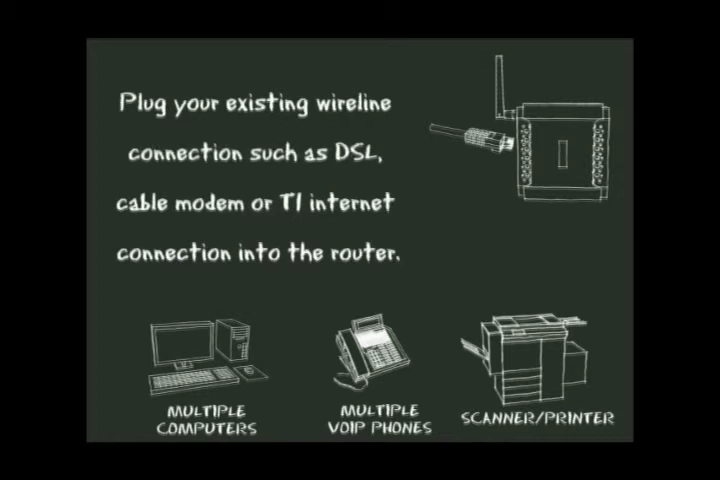 Plug your existing wireline
connection such as DSL,
cable modem or T1 internet
connection into the router.
MULTIPLE
COMPUTERS
MULTIPLE
VOIP PHONES
SCANNER/PRINTER